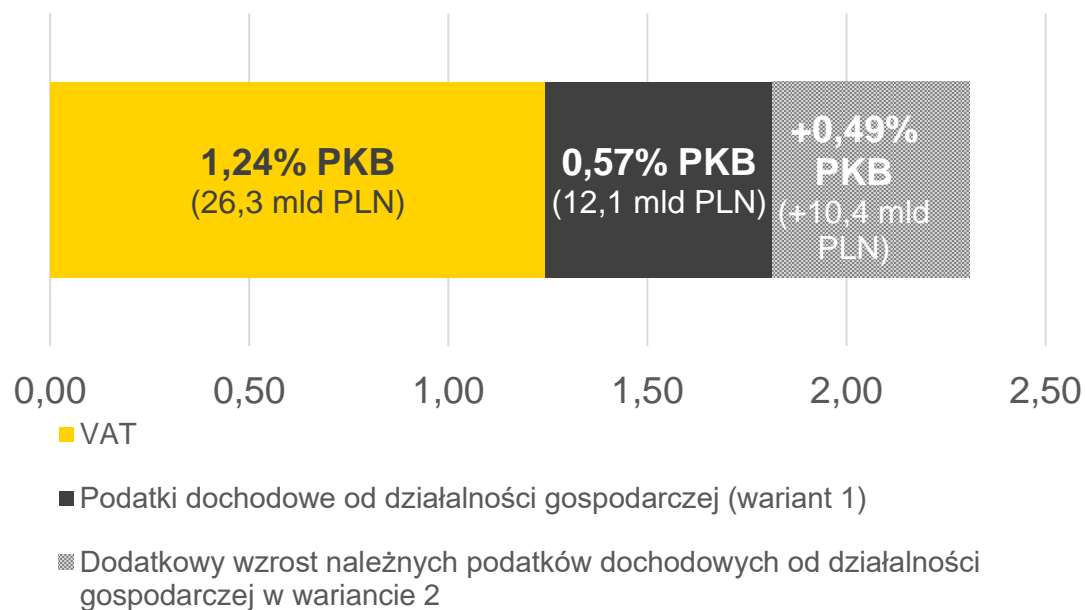 1,24% PKB
(26,3 mld PLN)
0,57% PKB
(12,1 mld PLN)
+0,49%
PKB
(+10,4 mld
PLN)
0,00 0,50 1,00 1,50 2,00 2,50
VAT
Podatki dochodowe od działalności gospodarczej (wariant 1)
Dodatkowy wzrost należnych podatków dochodowych od działalności
gospodarczej w wariancie 2